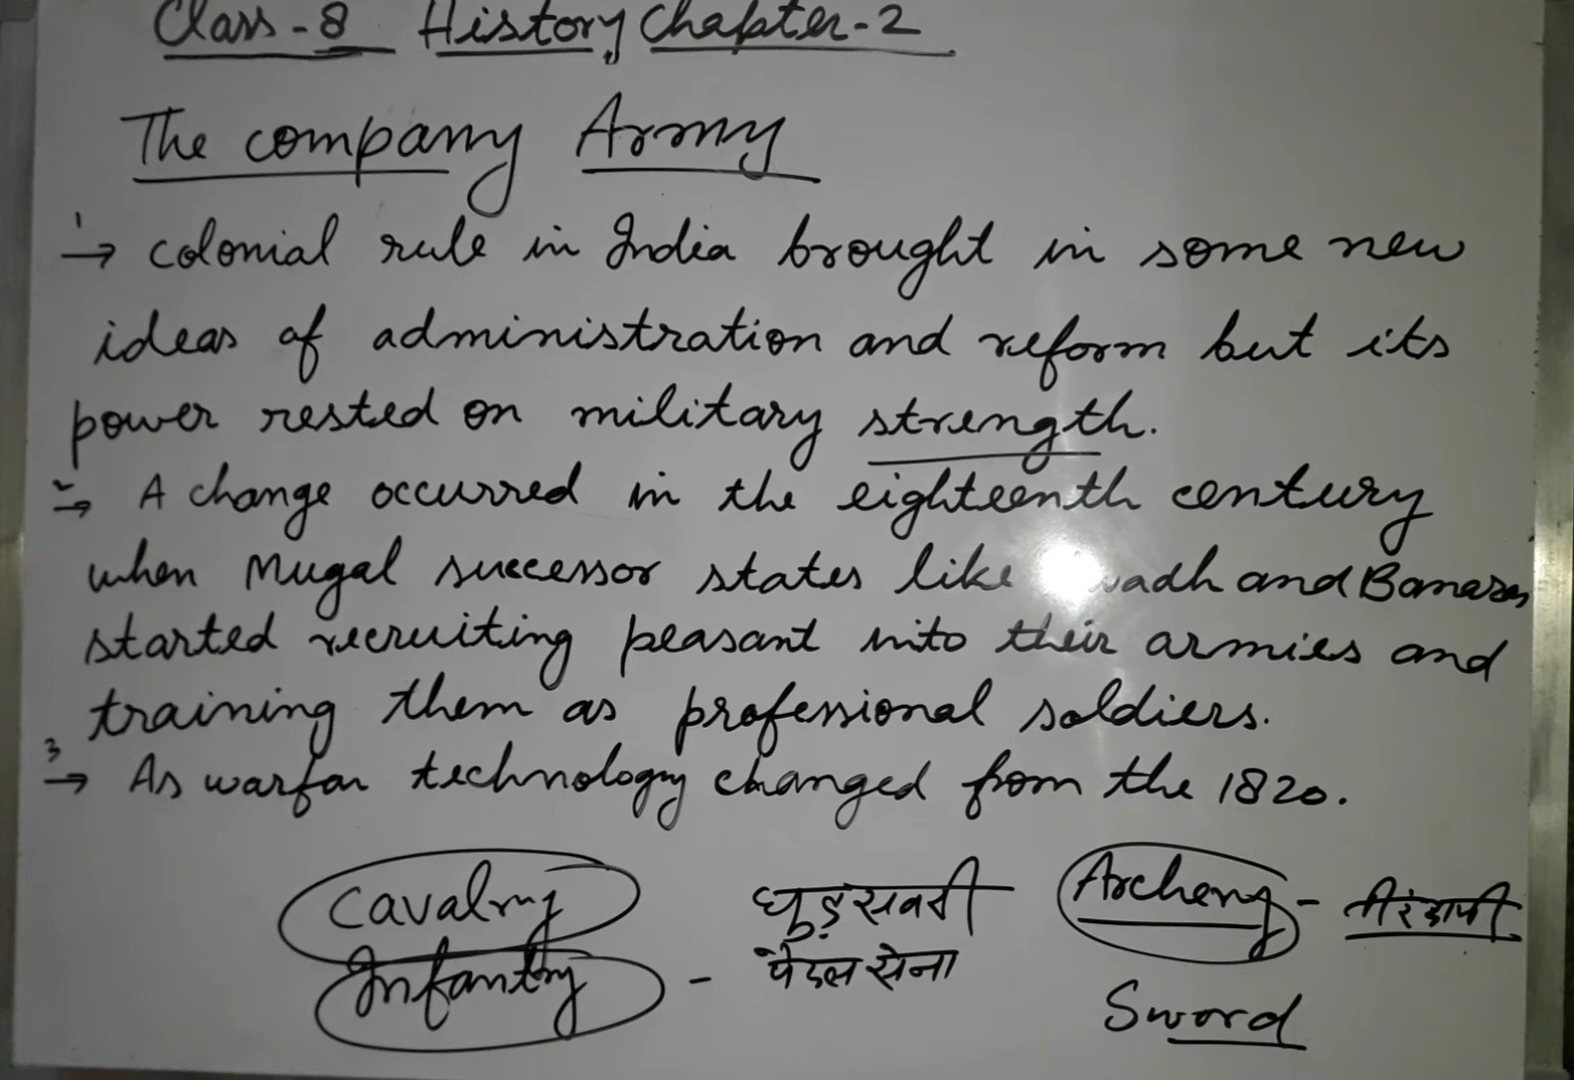 Class-8 History Chapter-2
The company Army
1 → colonial rule in India brought in some new
ideas of administration and reform but its
power rested on military strength.
2 → A change occurred in the eighteenth century
when Mugal successor states like and Banaras
started recruiting peasant into their armies and
training them as professional soldiers.
3 → As warfar technology changed from the 1820.
Cavalry घुड़सवारी Archery - तीरंदाजी
Infantry - पैदल सेना
Sword